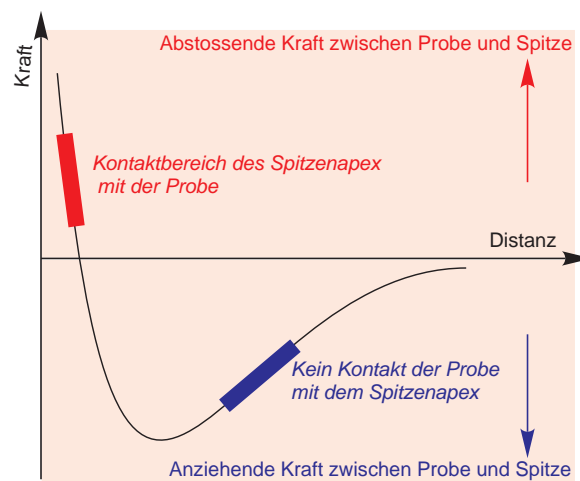 Abstossende Kraft zwischen Probe und Spitze
Kraft
Kontaktbereich des Spitzenapex
mit der Probe
Distanz
Kein Kontakt der Probe
mit dem Spitzenapex
Anziehende Kraft zwischen Probe und Spitze